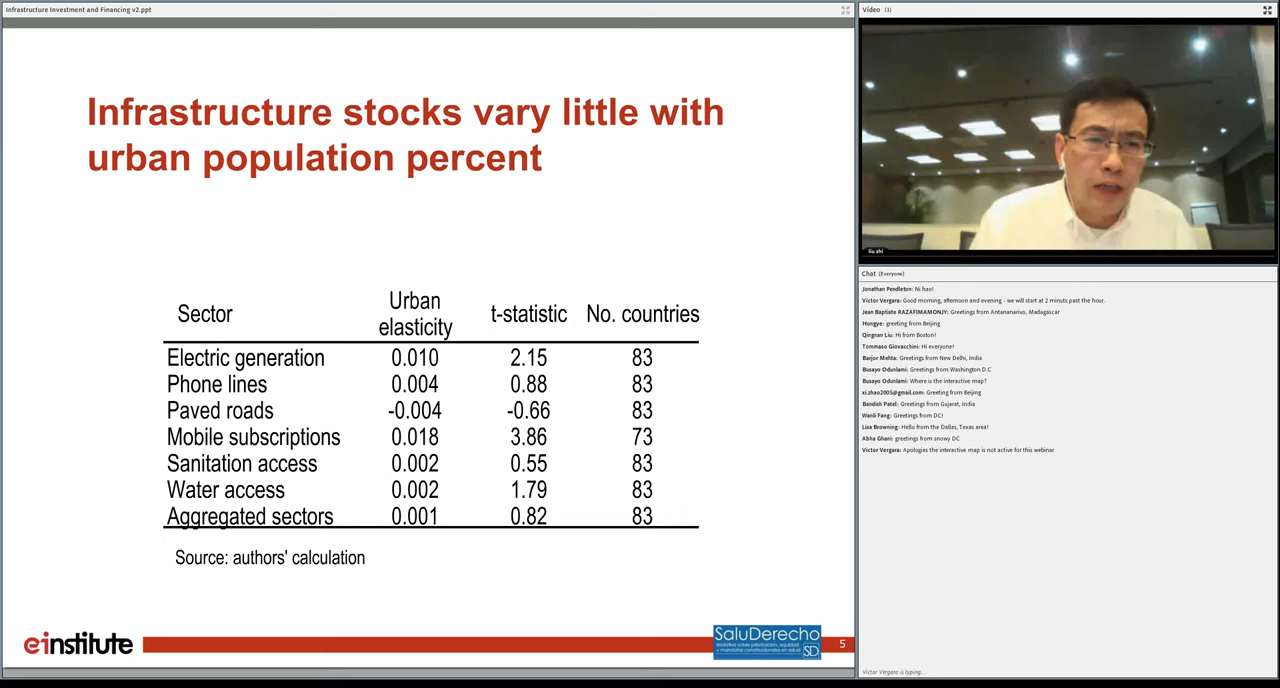 Infrastructure Investment and Financing v2.ppt
Infrastructure stocks vary little with
urban population percent
Sector Urban elasticity t-statistic No. countries
Electric generation 0.010 2.15 83
Phone lines 0.004 0.88 83
Paved roads -0.004 -0.66 83
Mobile subscriptions 0.018 3.86 73
Sanitation access 0.002 0.55 83
Water access 0.002 1.79 83
Aggregated sectors 0.001 0.82 83
Source: authors' calculation
einstitute
SaluDerecho
SD
5
Video (3)
liu zhi
Chat (Everyone)
Jonathan Pendleton: Ni hao!
Victor Vergara: Good morning, afternoon and evening - we will start at 2 minutes past the hour.
Jean Baptiste RAZAFIMAMONJY: Greetings from Antananarivo, Madagascar
Hongye: greeting from Beijing
Qingnan Liu: Hi from Boston!
Tommaso Giovacchini: Hi everyone!
Barjor Mehta: Greetings from New Delhi, India
Busayo Odunlami: Greetings from Washington D.C
Busayo Odunlami: Where is the interactive map?
xi.zhao2005@gmail.com: Greeting from Beijing
Bandish Patel: Greetings from Gujarat, India
Wanli Fang: Greetings from DC!
Lisa Browning: Hello from the Dallas, Texas area!
Abha Ghani: greetings from snowy DC
Victor Vergara: Apologies the interactive map is not active for this webinar
Victor Vergara is typing...